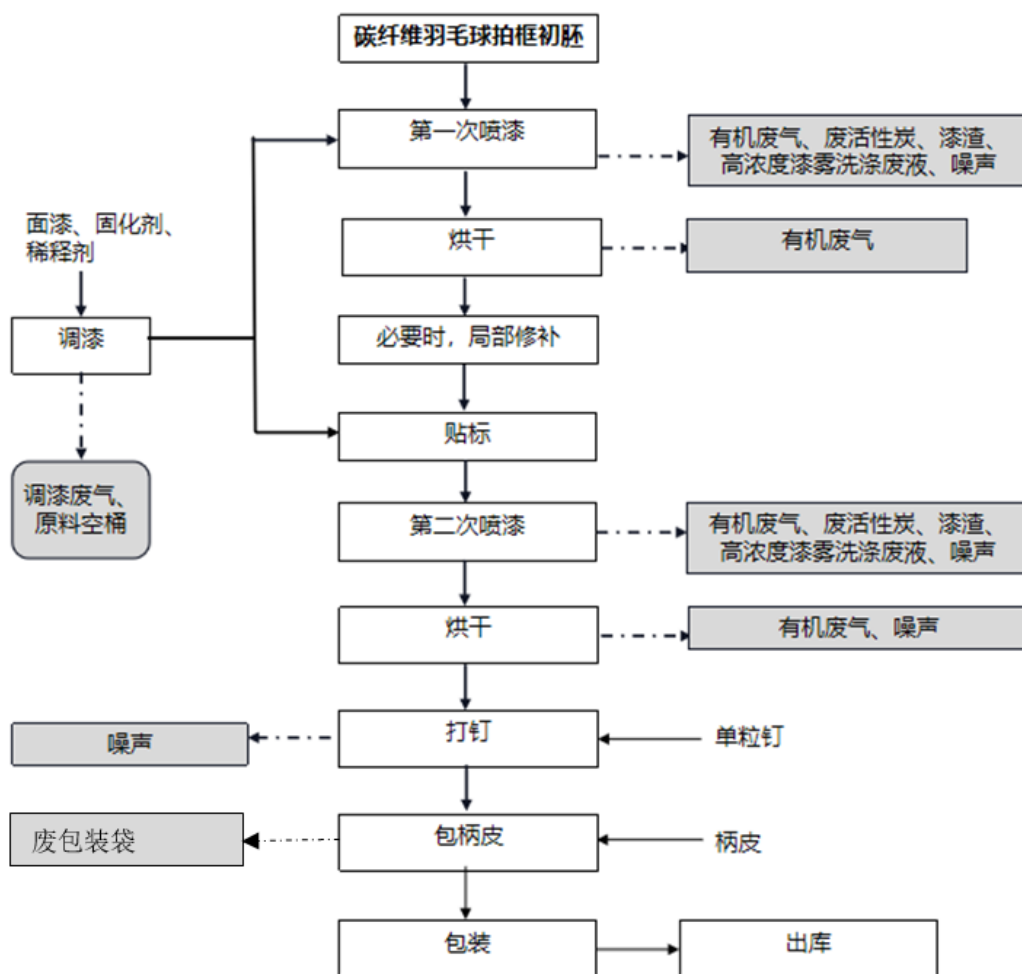 碳纤维羽毛球拍框初胚
第一次喷漆
有机废气、废活性炭、漆渣、
高浓度漆雾洗涤废液、噪声
面漆、固化剂、
稀释剂
烘干
有机废气
调漆
必要时，局部修补
贴标
调漆废气、
原料空桶
第二次喷漆
有机废气、废活性炭、漆渣、
高浓度漆雾洗涤废液、噪声
烘干
有机废气、噪声
噪声
打钉
单粒钉
废包装袋
包柄皮
柄皮
包装
出库